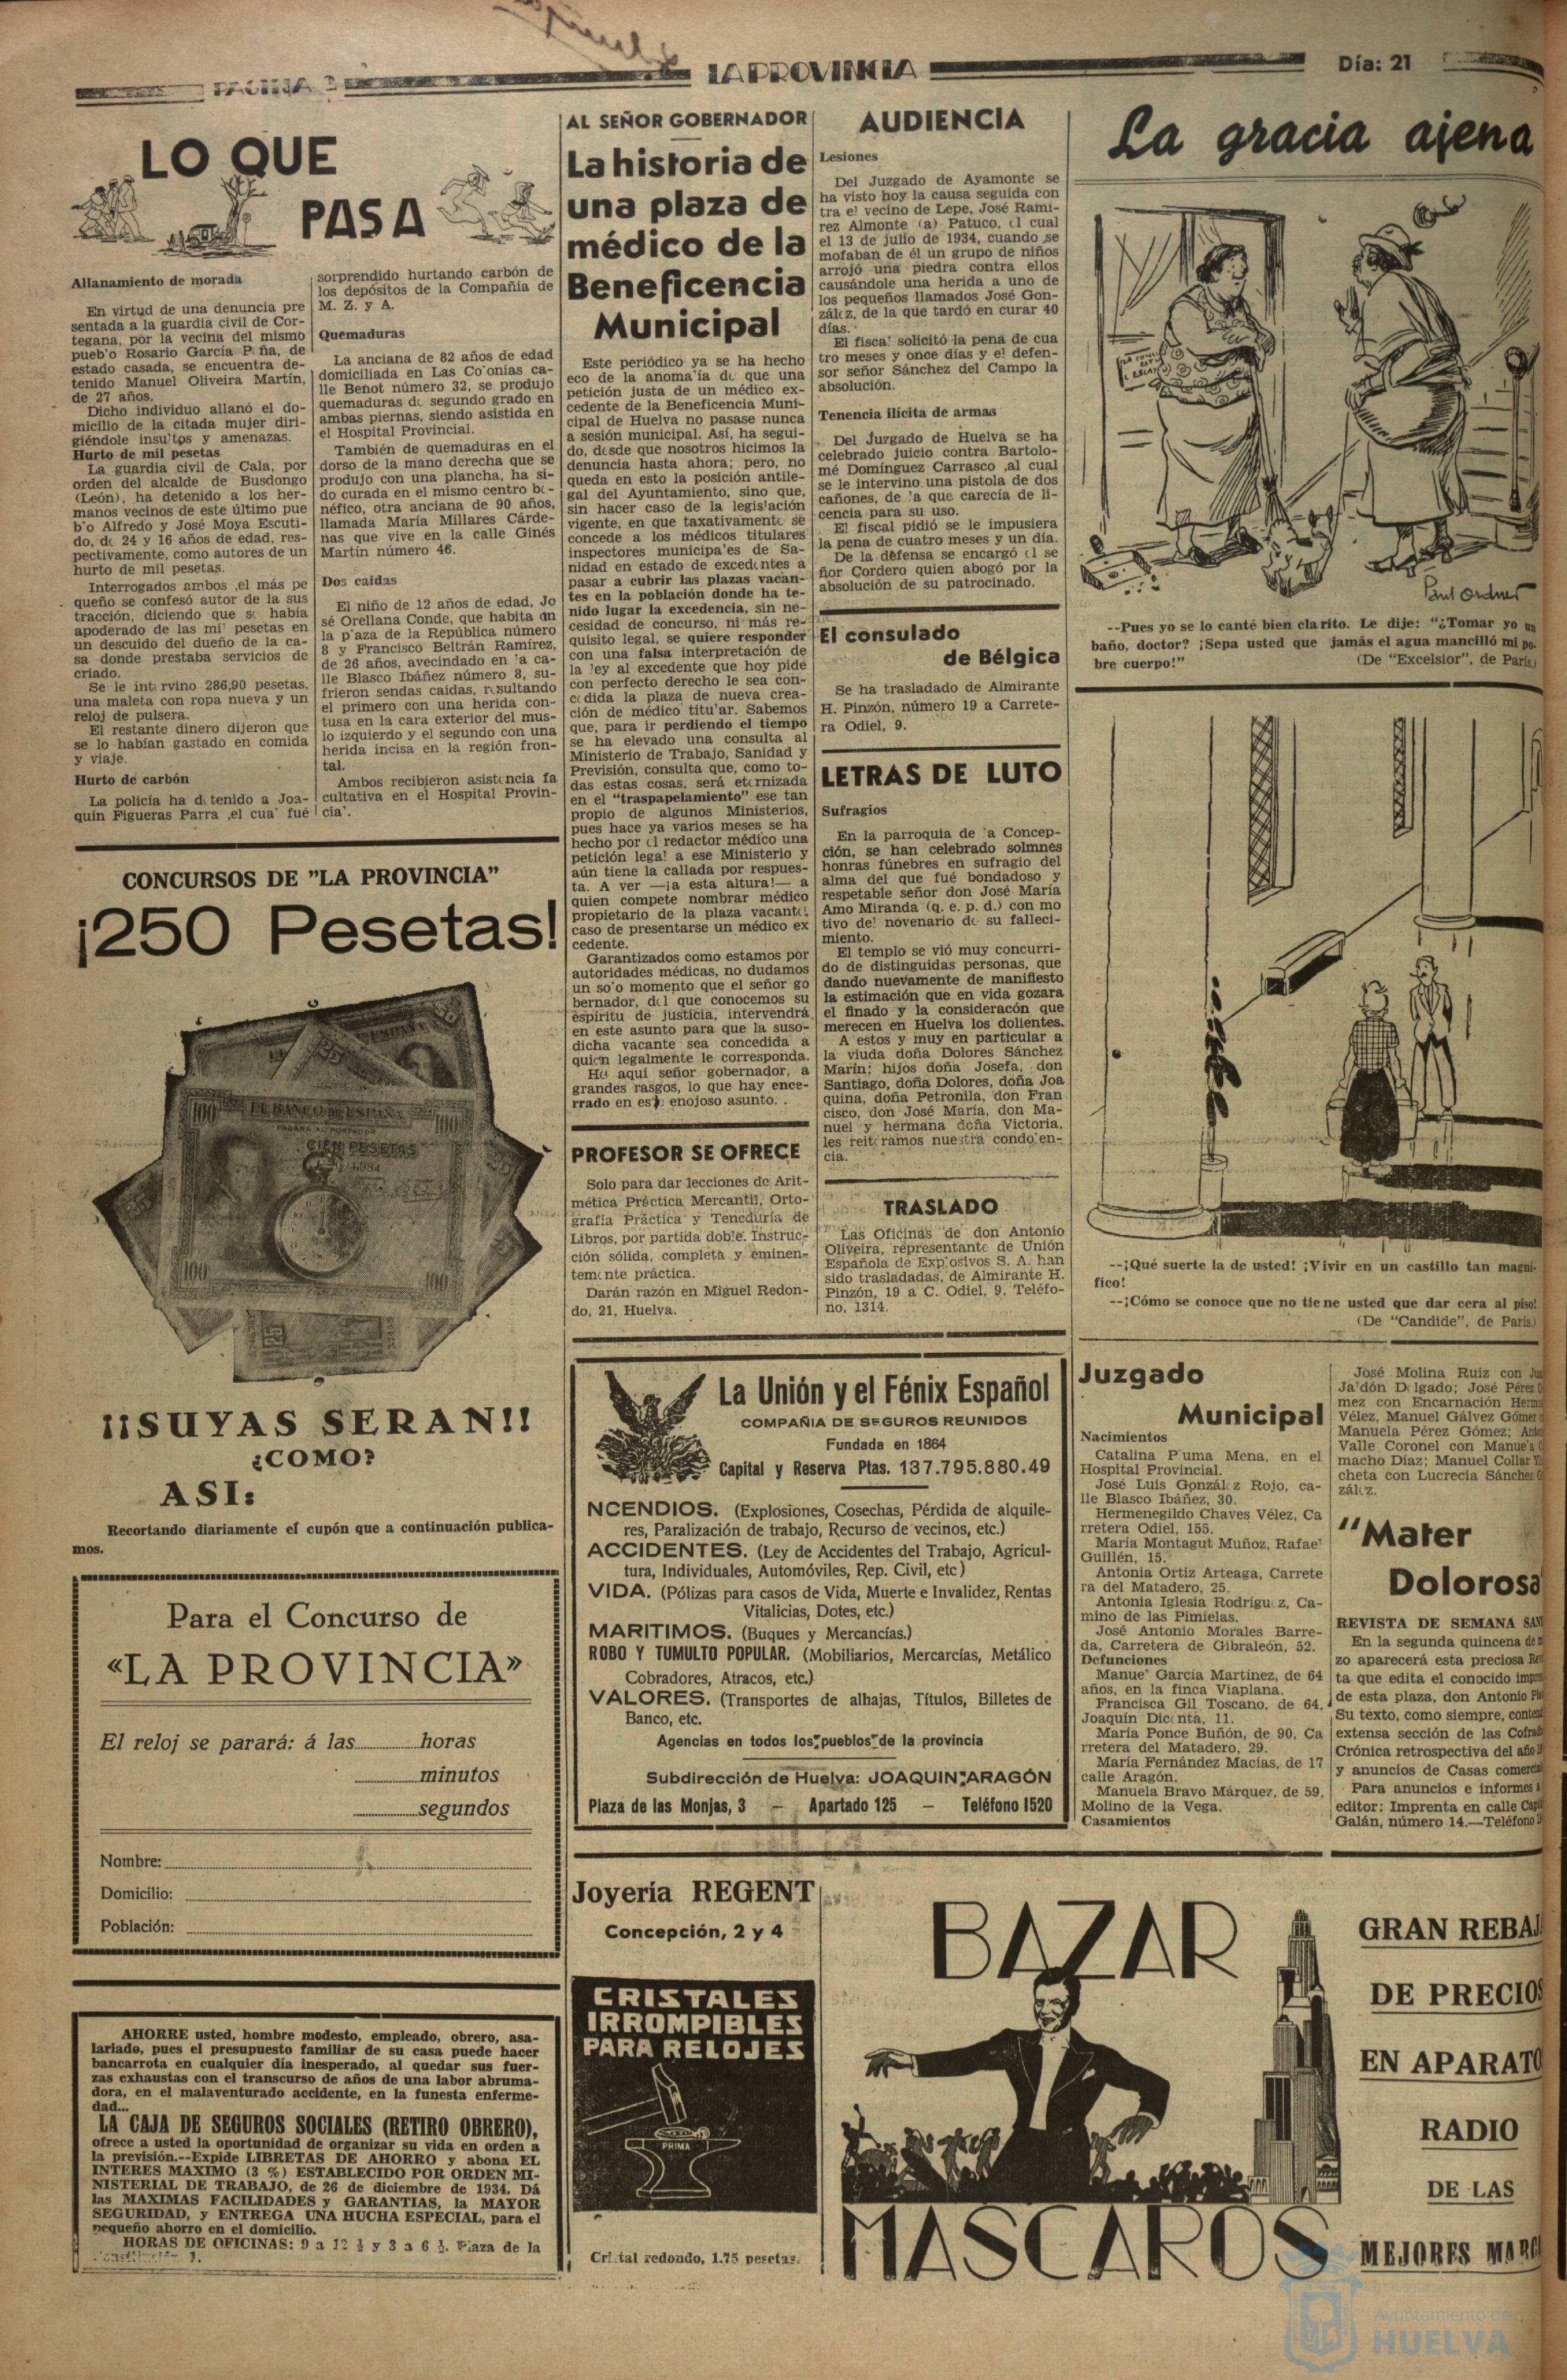 PAGINA 2
LA PROVINCIA
Día: 21
LO QUE
PASA
Allanamiento de morada
En virtud de una denuncia pre
sentada a la guardia civil de Cor-
tegana, por la vecina del mismo
pueb'o Rosario García Peña, de
estado casada, se encuentra de-
tenido Manuel Oliveira Martín,
de 27 años.
Dicho individuo allanó el do-
micilio de la citada mujer diri-
giéndole insu'tos y amenazas.
Hurto de mil pesetas
La guardia civil de Cala, por
orden del alcalde de Busdongo
(León), ha detenido a los her-
manos vecinos de este último pue
b'o Alfredo y José Moya Escuti-
do, de 24 y 16 años de edad, res-
pectivamente, como autores de un
hurto de mil pesetas.
Interrogados ambos ,el más pe
queño se confesó autor de la sus
tracción, diciendo que se había
apoderado de las mi' pesetas en
un descuido del dueño de la ca-
sa donde prestaba servicios de
criado.
Se le intervino 286,90 pesetas,
una maleta con ropa nueva y un
reloj de pulsera.
El restante dinero dijeron que
se lo habían gastado en comida
y viaje.
Hurto de carbón
La policía ha detenido a Joa-
quín Figueras Parra ,el cua' fué
sorprendido hurtando carbón de
los depósitos de la Compañía de
M. Z. y A.
Quemaduras
La anciana de 82 años de edad
domiciliada en Las Co'onias ca-
lle Benot número 32, se produjo
quemaduras de segundo grado en
ambas piernas, siendo asistida en
el Hospital Provincial.
También de quemaduras en el
dorso de la mano derecha que se
produjo con una plancha, ha si-
do curada en el mismo centro be-
néfico, otra anciana de 90 años,
llamada María Millares Cárde-
nas que vive en la calle Ginés
Martín número 46.
Dos caidas
El niño de 12 años de edad, Jo
sé Orellana Conde, que habita en
la p'aza de la República número
8 y Francisco Beltrán Ramírez,
de 26 años, avecindado en 'a ca-
lle Blasco Ibáñez número 8, su-
frieron sendas caidas, resultando
el primero con una herida con-
tusa en la cara exterior del mus-
lo izquierdo y el segundo con una
herida incisa en la región fron-
tal.
Ambos recibieron asistencia fa
cultativa en el Hospital Provin-
cia'.
CONCURSOS DE "LA PROVINCIA"
¡250 Pesetas!
100
EL BANCO DE ESPAÑA
100
PAGARA AL PORTADOR
CIEN PESETAS
100
100
¡¡SUYAS SERAN!!
¿COMO?
ASI:
Recortando diariamente el cupón que a continuación publica-
mos.
Para el Concurso de
«LA PROVINCIA»
El reloj se parará: á las horas
minutos
segundos
Nombre:
Domicilio:
Población:
AHORRE usted, hombre modesto, empleado, obrero, asa-
lariado, pues el presupuesto familiar de su casa puede hacer
bancarrota en cualquier día inesperado, al quedar sus fuer-
zas exhaustas con el transcurso de años de una labor abruma-
dora, en el malaventurado accidente, en la funesta enferme-
dad...
LA CAJA DE SEGUROS SOCIALES (RETIRO OBRERO),
ofrece a usted la oportunidad de organizar su vida en orden a
la previsión.--Expide LIBRETAS DE AHORRO y abona EL
INTERES MAXIMO (3 %) ESTABLECIDO POR ORDEN MI-
NISTERIAL DE TRABAJO, de 26 de diciembre de 1934. Dá
las MAXIMAS FACILIDADES y GARANTIAS, la MAYOR
SEGURIDAD, y ENTREGA UNA HUCHA ESPECIAL, para el
pequeño ahorro en el domicilio.
HORAS DE OFICINAS: 9 a 12 ½ y 3 a 6 ½. Plaza de la
Constitución 1.
AL SEÑOR GOBERNADOR
La historia de
una plaza de
médico de la
Beneficencia
Municipal
Este periódico ya se ha hecho
eco de la anoma'ía de que una
petición justa de un médico ex-
cedente de la Beneficencia Muni-
cipal de Huelva no pasase nunca
a sesión municipal. Así, ha segui-
do, desde que nosotros hicimos la
denuncia hasta ahora; pero, no
queda en esto la posición antile-
gal del Ayuntamiento, sino que,
sin hacer caso de la legislación
vigente, en que taxativamente se
concede a los médicos titulares
inspectores municipa'es de Sa-
nidad en estado de excedentes a
pasar a cubrir las plazas vacan-
tes en la población donde ha te-
nido lugar la excedencia, sin ne-
cesidad de concurso, ni más re-
quisito legal, se quiere responder
con una falsa interpretación de
la ley al excedente que hoy pide
con perfecto derecho le sea con-
cedida la plaza de nueva crea-
ción de médico titu'ar. Sabemos
que, para ir perdiendo el tiempo
se ha elevado una consulta al
Ministerio de Trabajo, Sanidad y
Previsión, consulta que, como to-
das estas cosas, será eternizada
en el "traspapelamiento" ese tan
propio de algunos Ministerios,
pues hace ya varios meses se ha
hecho por el redactor médico una
petición legal a ese Ministerio y
aún tiene la callada por respues-
ta. A ver —¡a esta altura!— a
quien compete nombrar médico
propietario de la plaza vacante,
caso de presentarse un médico ex
cedente.
Garantizados como estamos por
autoridades médicas, no dudamos
un so'o momento que el señor go
bernador, del que conocemos su
espíritu de justicia, intervendrá
en este asunto para que la suso-
dicha vacante sea concedida a
quien legalmente le corresponda.
He aquí señor gobernador, a
grandes rasgos, lo que hay ence-
rrado en este enojoso asunto. .
PROFESOR SE OFRECE
Solo para dar lecciones de Arit-
mética Práctica Mercantil, Orto-
grafía Práctica y Teneduría de
Libros, por partida doble. Instruc-
ción sólida, completa y eminen-
temente práctica.
Darán razón en Miguel Redon-
do, 21, Huelva.
AUDIENCIA
Lesiones
Del Juzgado de Ayamonte se
ha visto hoy la causa seguida con
tra el vecino de Lepe, José Ramí-
rez Almonte (a) Patuco, el cual
el 13 de julio de 1934, cuando se
mofaban de él un grupo de niños
arrojó una piedra contra ellos
causándole una herida a uno de
los pequeños llamados José Gon-
zález, de la que tardó en curar 40
días.
El fiscal solicitó la pena de cua
tro meses y once días y el defen-
sor señor Sánchez del Campo la
absolución.
Tenencia ilícita de armas
Del Juzgado de Huelva se ha
celebrado juicio contra Bartolo-
mé Domínguez Carrasco ,al cual
se le intervino una pistola de dos
cañones, de 'a que carecía de li-
cencia para su uso.
El fiscal pidió se le impusiera
la pena de cuatro meses y un día.
De la defensa se encargó el se
ñor Cordero quien abogó por la
absolución de su patrocinado.
El consulado
de Bélgica
Se ha trasladado de Almirante
H. Pinzón, número 19 a Carrete-
ra Odiel, 9.
LETRAS DE LUTO
Sufragios
En la parroquia de 'a Concep-
ción, se han celebrado solmnes
honras fúnebres en sufragio del
alma del que fué bondadoso y
respetable señor don José María
Amo Miranda (q. e. p. d.) con mo
tivo del novenario de su falleci-
miento.
El templo se vió muy concurri-
do de distinguidas personas, que
dando nuevamente de manifiesto
la estimación que en vida gozara
el finado y la consideracón que
merecen en Huelva los dolientes.
A estos y muy en particular a
la viuda doña Dolores Sánchez
Marín; hijos doña Josefa, don
Santiago, doña Dolores, doña Joa
quina, doña Petronila, don Fran
cisco, don José María, don Ma-
nuel y hermana doña Victoria,
les reiteramos nuestra condo'en-
cia.
TRASLADO
Las Oficinas de don Antonio
Oliveira, representante de Unión
Española de Explosivos S. A. han
sido trasladadas, de Almirante H.
Pinzón, 19 a C. Odiel, 9. Teléfo-
no, 1314.
La Unión y el Fénix Español
COMPAÑIA DE SEGUROS REUNIDOS
Fundada en 1864
Capital y Reserva Ptas. 137.795.880.49
NCENDIOS. (Explosiones, Cosechas, Pérdida de alquile-
res, Paralización de trabajo, Recurso de vecinos, etc.)
ACCIDENTES. (Ley de Accidentes del Trabajo, Agricul-
tura, Individuales, Automóviles, Rep. Civil, etc )
VIDA. (Pólizas para casos de Vida, Muerte e Invalidez, Rentas
Vitalicias, Dotes, etc.)
MARITIMOS. (Buques y Mercancías.)
ROBO Y TUMULTO POPULAR. (Mobiliarios, Mercarcías, Metálico
Cobradores, Atracos, etc.)
VALORES. (Transportes de alhajas, Títulos, Billetes de
Banco, etc.
Agencias en todos los pueblos de la provincia
Subdirección de Huelva: JOAQUIN ARAGÓN
Plaza de las Monjas, 3 — Apartado 125 — Teléfono 1520
Joyería REGENT
Concepción, 2 y 4
CRISTALES
IRROMPIBLES
PARA RELOJES
PRIMA
Cristal redondo, 1.75 pesetas.
La gracia ajena
Paul Ordner
--Pues yo se lo canté bien clarito. Le dije: "¿Tomar yo un
baño, doctor? ¡Sepa usted que jamás el agua mancilló mi po-
bre cuerpo!"
(De "Excelsior", de París.)
--¡Qué suerte la de usted! ¡Vivir en un castillo tan magní-
fico!
--¡Cómo se conoce que no tiene usted que dar cera al piso!
(De "Candide", de París.)
Juzgado
Municipal
Nacimientos
Catalina P'uma Mena, en el
Hospital Provincial.
José Luis González Rojo, ca-
lle Blasco Ibáñez, 30.
Hermenegildo Chaves Vélez, Ca
rretera Odiel, 155.
María Montagut Muñoz, Rafae'
Guillén, 15.
Antonia Ortiz Arteaga, Carrete
ra del Matadero, 25.
Antonia Iglesia Rodríguez, Ca-
mino de las Pimielas.
José Antonio Morales Barre-
da, Carretera de Gibraleón, 52.
Defunciones
Manue' García Martínez, de 64
años, en la finca Viaplana.
Francisca Gil Toscano, de 64,
Joaquín Dicenta, 11.
María Ponce Buñón, de 90, Ca
rretera del Matadero, 29.
María Fernández Macías, de 17
calle Aragón.
Manuela Bravo Márquez, de 59,
Molino de la Vega.
Casamientos
José Molina Ruiz con
Ja'dón Delgado; José Pérez
mez con Encarnación
Vélez, Manuel Gálvez Gómez
Manuela Pérez Gómez;
Valle Coronel con Manue'a
macho Díaz; Manuel Collar
cheta con Lucrecia Sánchez
zález.
"Mater
Dolorosa
REVISTA DE SEMANA
En la segunda quincena de
zo aparecerá esta preciosa
ta que edita el conocido
de esta plaza, don Antonio
Su texto, como siempre,
extensa sección de las
Crónica retrospectiva del año
y anuncios de Casas
Para anuncios e informes
editor: Imprenta en calle
Galán, número 14.—Teléfono
BAZAR
MASCAROS
GRAN REBAJ
DE PRECIOS
EN APARATO
RADIO
DE LAS
MEJORES MARC
Ayuntamiento de
HUELVA